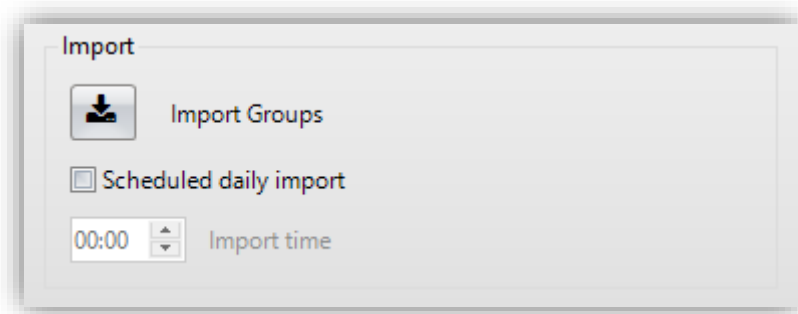 Import
Import Groups
Scheduled daily import
00:00 Import time